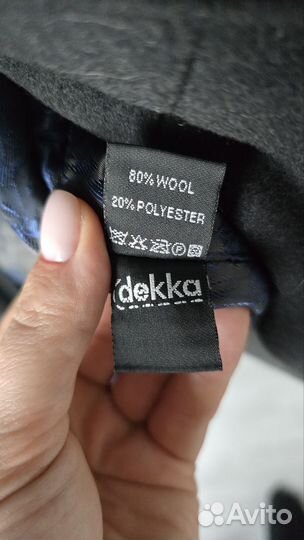 80% WOOL
20% POLYESTER
P
dekka
Avito